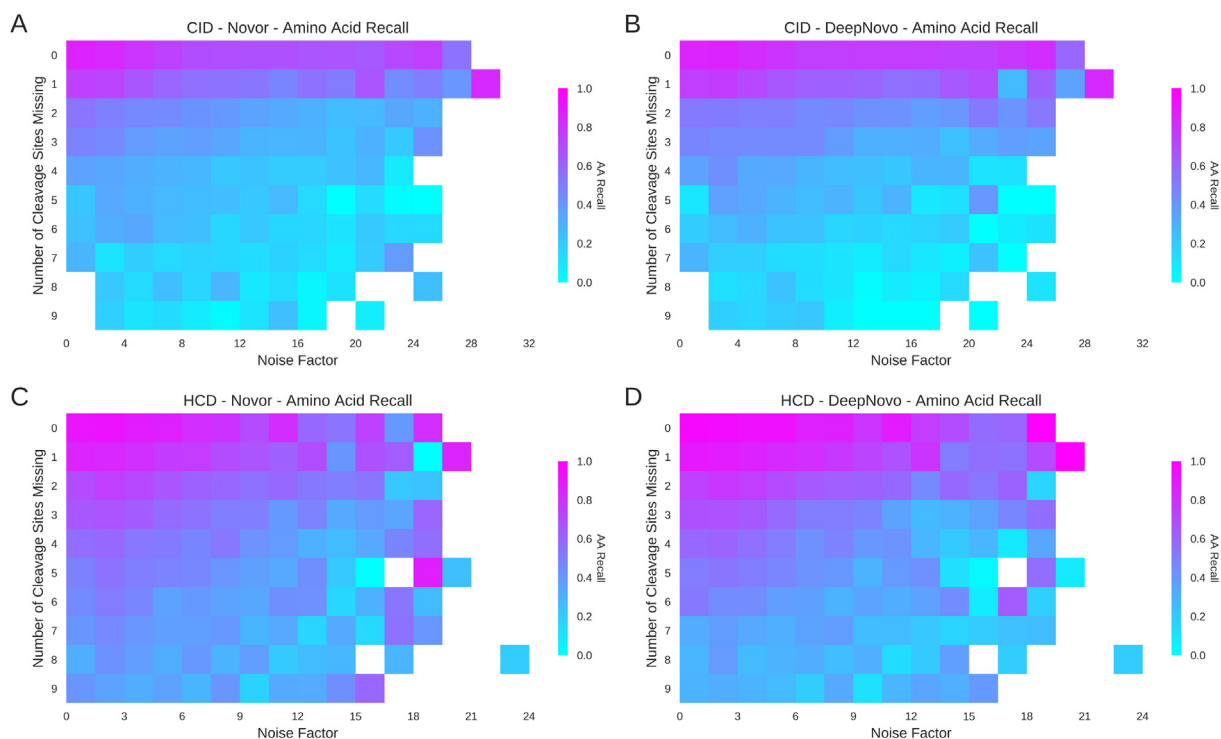 A
CID - Novor - Amino Acid Recall
Number of Cleavage Sites Missing
0
1
2
3
4
5
6
7
8
9
0 4 8 12 16 20 24 28 32
Noise Factor
1.0
0.8
0.6
0.4
0.2
0.0
AA Recall
B
CID - DeepNovo - Amino Acid Recall
Number of Cleavage Sites Missing
0
1
2
3
4
5
6
7
8
9
0 4 8 12 16 20 24 28 32
Noise Factor
1.0
0.8
0.6
0.4
0.2
0.0
AA Recall
C
HCD - Novor - Amino Acid Recall
Number of Cleavage Sites Missing
0
1
2
3
4
5
6
7
8
9
0 3 6 9 12 15 18 21 24
Noise Factor
1.0
0.8
0.6
0.4
0.2
0.0
AA Recall
D
HCD - DeepNovo - Amino Acid Recall
Number of Cleavage Sites Missing
0
1
2
3
4
5
6
7
8
9
0 3 6 9 12 15 18 21 24
Noise Factor
1.0
0.8
0.6
0.4
0.2
0.0
AA Recall